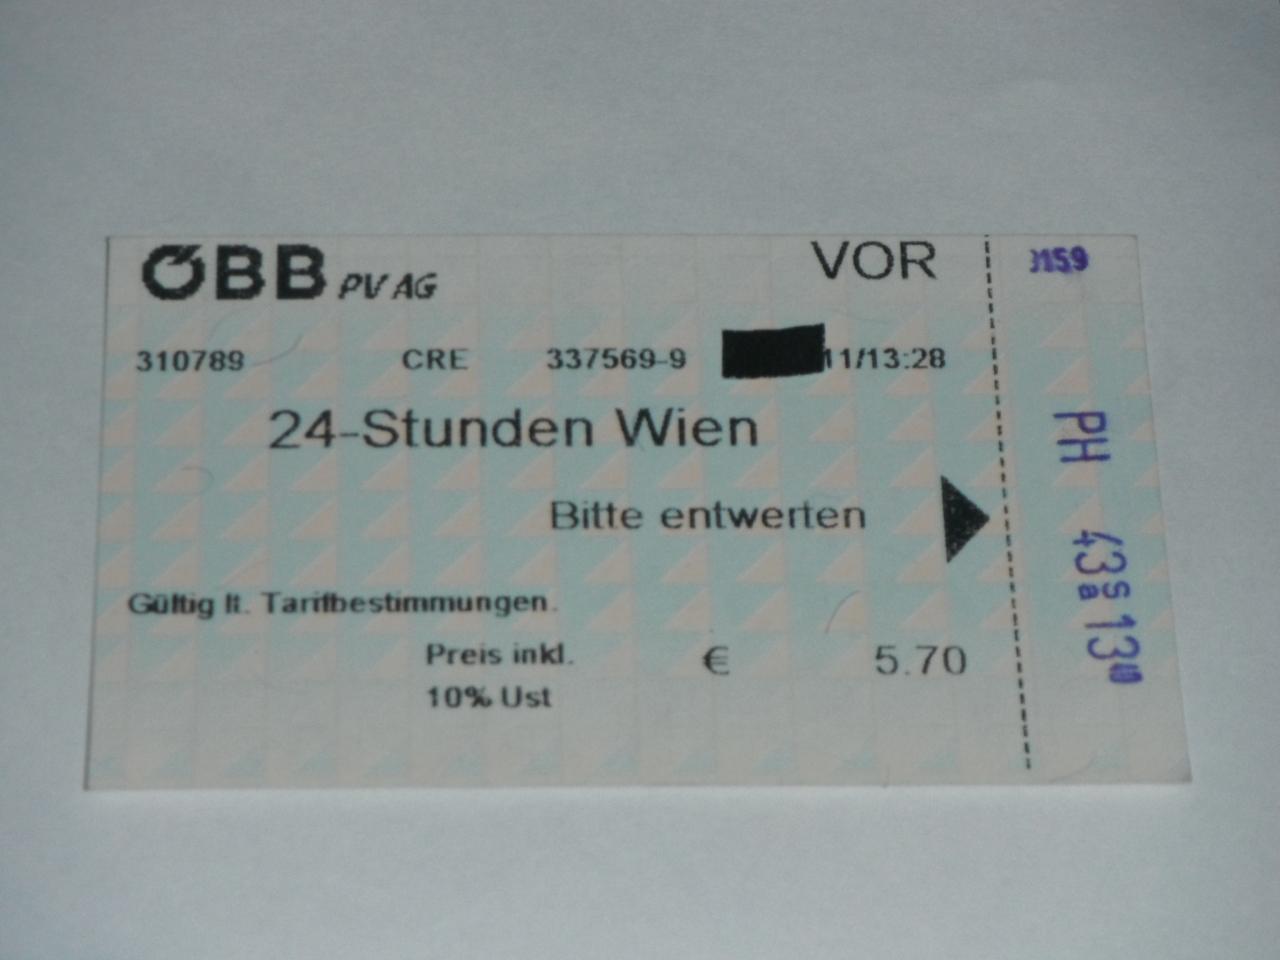 ÖBB PV AG VOR
310789 CRE 337569-9 11/13:28
24-Stunden Wien
Bitte entwerten
Gültig lt. Tarifbestimmungen.
Preis inkl. € 5.70
10% Ust
159
PH 43 a S 13